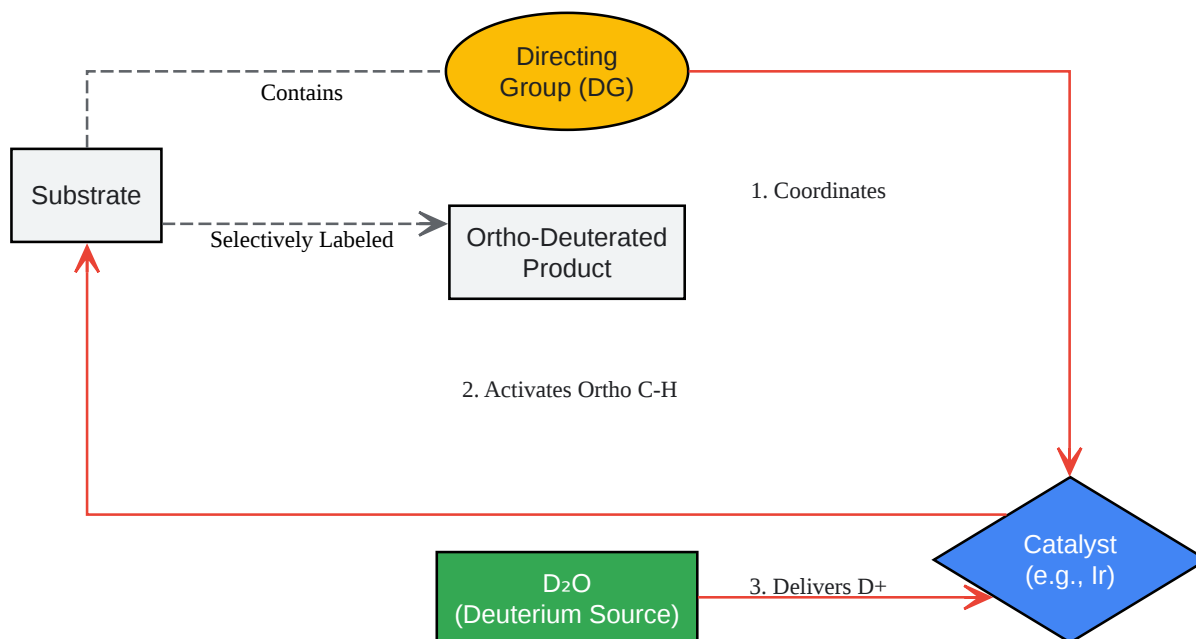 Directing
Group (DG)
Contains
Substrate
1. Coordinates
Selectively Labeled
Ortho-Deuterated
Product
2. Activates Ortho C-H
Catalyst
(e.g., Ir)
D₂O
(Deuterium Source)
3. Delivers D+